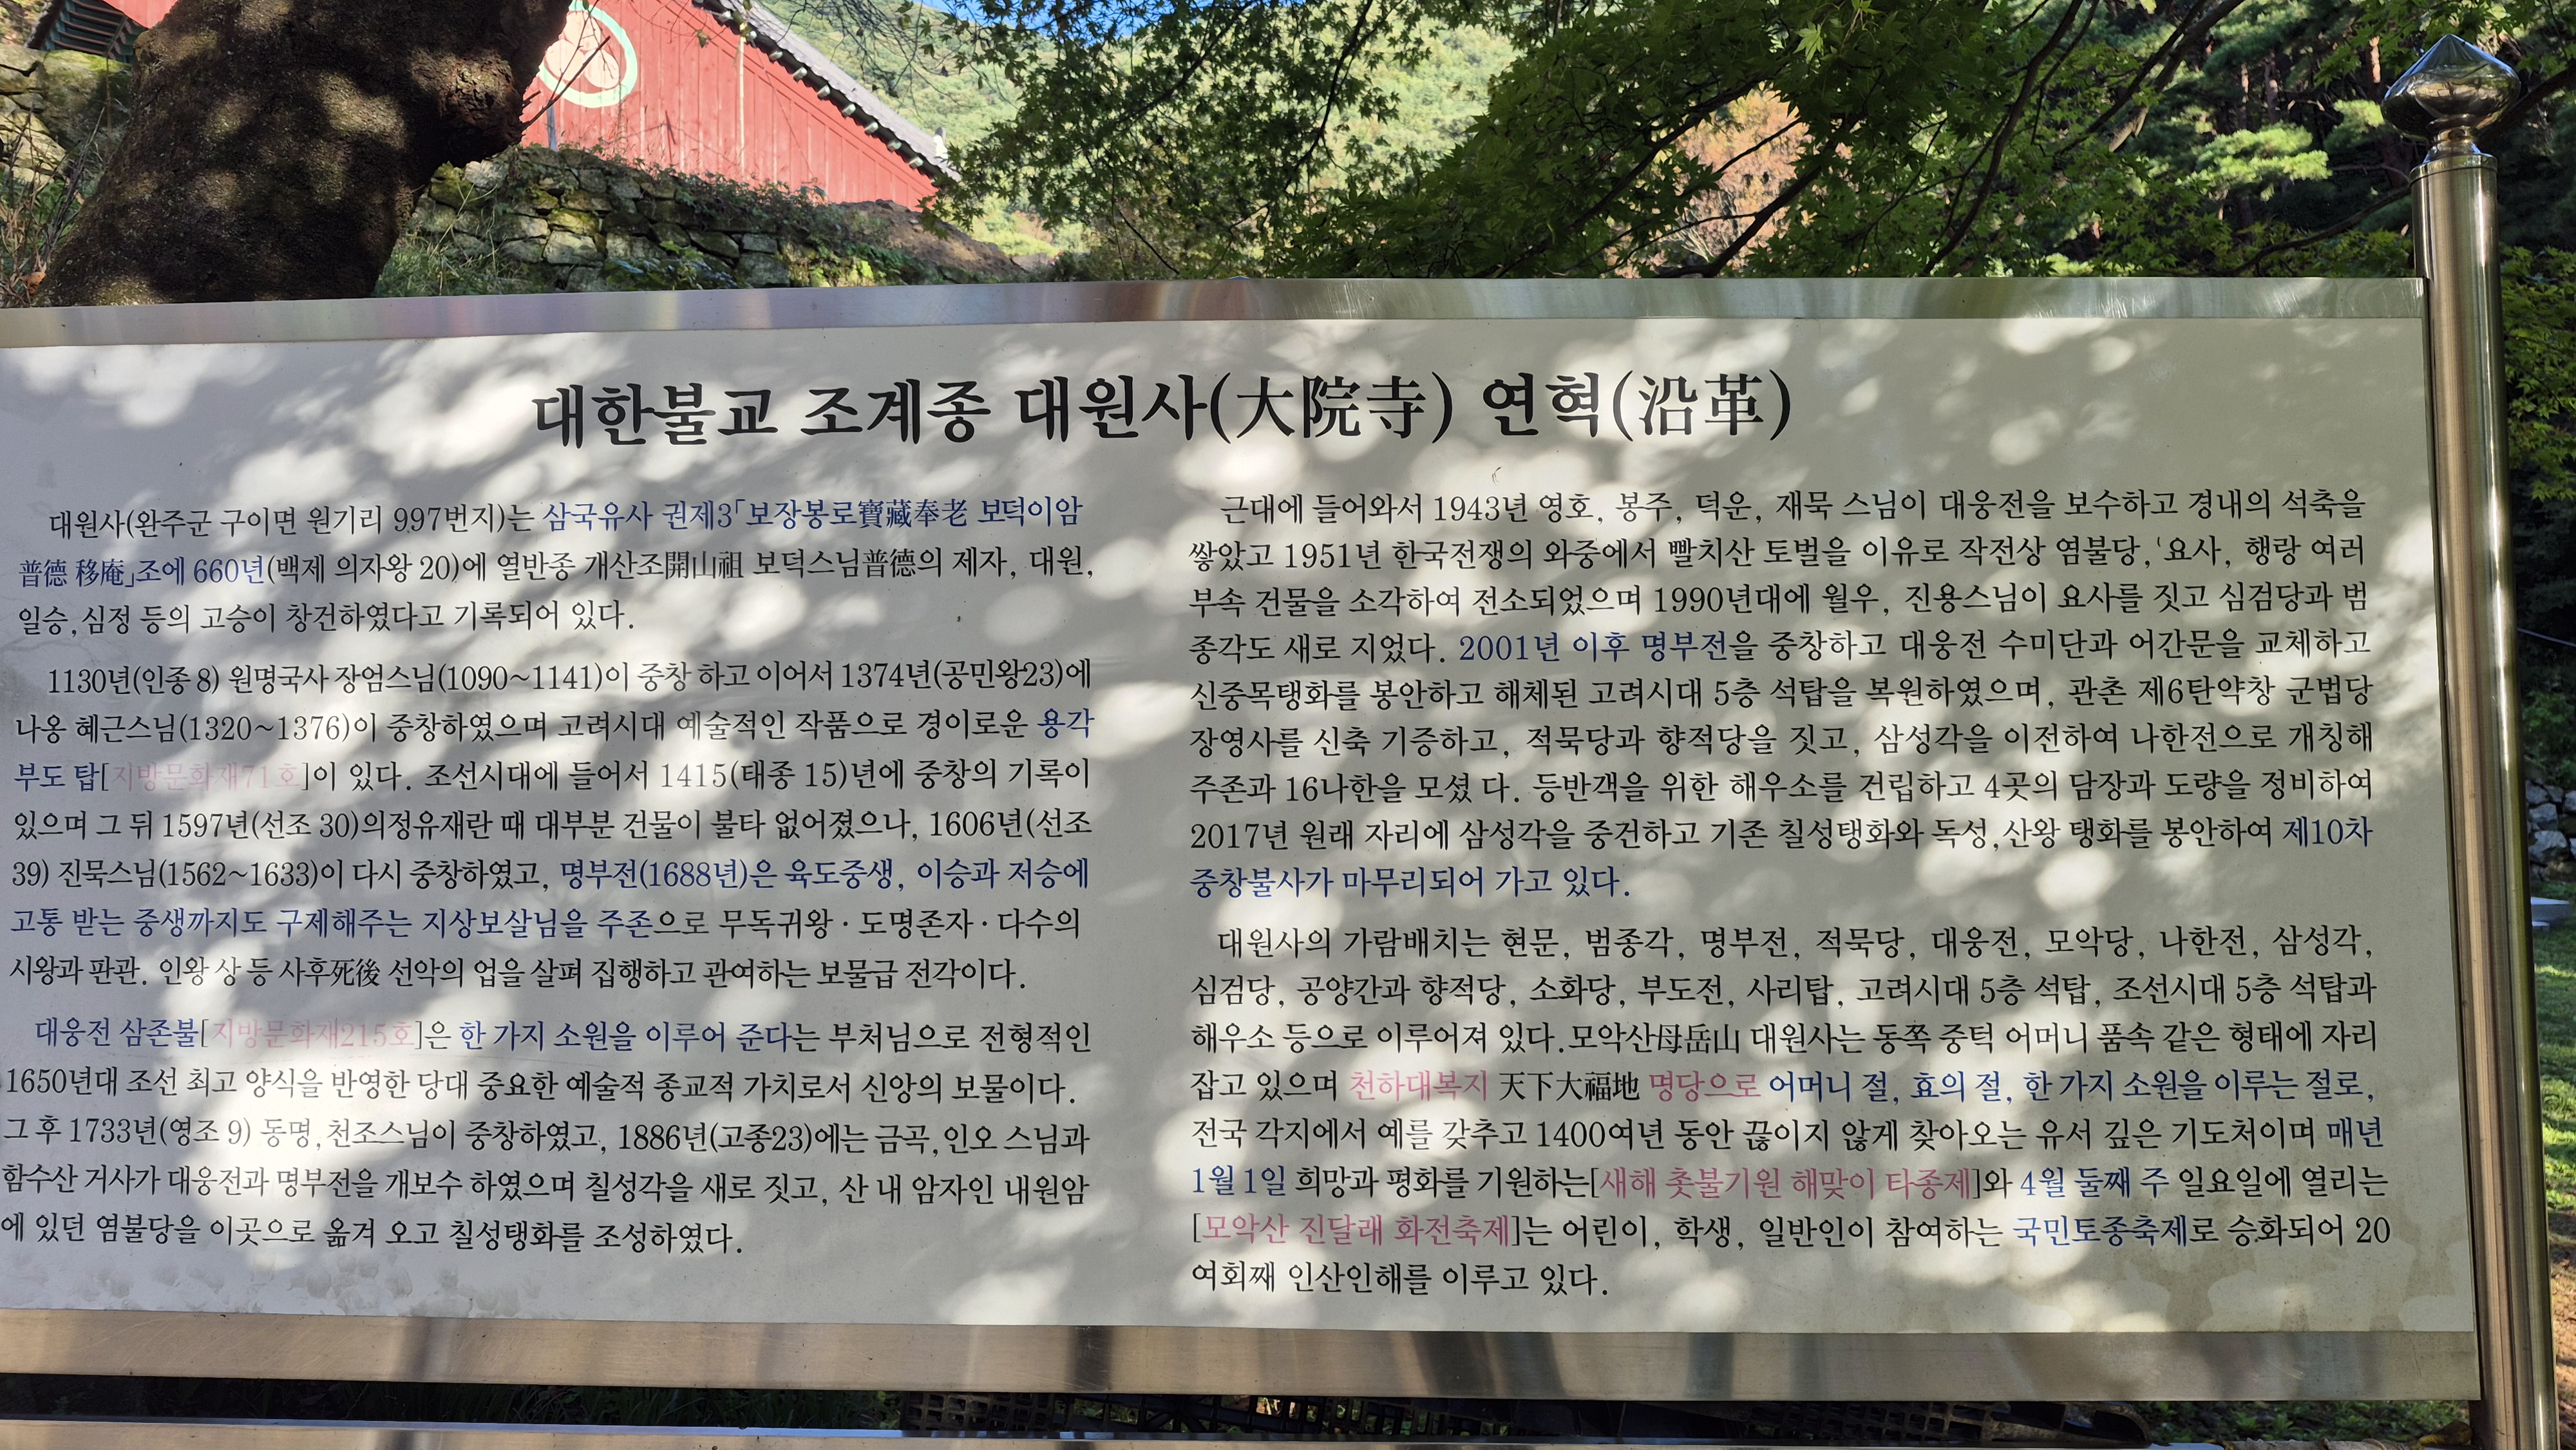 대한불교 조계종 대원사(大院寺) 연혁(沿革)
대원사(완주군 구이면 원기리 997번지)는 삼국유사 권제3「보장봉로寶藏奉老 보덕이암
普德 移庵」조에 660년(백제 의자왕 20)에 열반종 개산조開山祖 보덕스님普德의 제자, 대원,
일승, 심정 등의 고승이 창건하였다고 기록되어 있다.
1130년(인종 8) 원명국사 장엄스님(1090~1141)이 중창 하고 이어서 1374년(공민왕23)에
나옹 혜근스님(1320~1376)이 중창하였으며 고려시대 예술적인 작품으로 경이로운 용각
부도 탑[지방문화재71호]이 있다. 조선시대에 들어서 1415(태종 15)년에 중창의 기록이
있으며 그 뒤 1597년(선조 30)의정유재란 때 대부분 건물이 불타 없어졌으나, 1606년(선조
39) 진묵스님(1562~1633)이 다시 중창하였고, 명부전(1688년)은 육도중생, 이승과 저승에
고통 받는 중생까지도 구제해주는 지상보살님을 주존으로 무독귀왕 · 도명존자 · 다수의
시왕과 판관. 인왕 상 등 사후死後 선악의 업을 살펴 집행하고 관여하는 보물급 전각이다.
대웅전 삼존불[지방문화재215호]은 한 가지 소원을 이루어 준다는 부처님으로 전형적인
1650년대 조선 최고 양식을 반영한 당대 중요한 예술적 종교적 가치로서 신앙의 보물이다.
그 후 1733년(영조 9) 동명, 천조스님이 중창하였고, 1886년(고종23)에는 금곡, 인오 스님과
함수산 거사가 대웅전과 명부전을 개보수 하였으며 칠성각을 새로 짓고, 산 내 암자인 내원암
에 있던 염불당을 이곳으로 옮겨 오고 칠성탱화를 조성하였다.
근대에 들어와서 1943년 영호, 봉주, 덕운, 재묵 스님이 대웅전을 보수하고 경내의 석축을
쌓았고 1951년 한국전쟁의 와중에서 빨치산 토벌을 이유로 작전상 염불당, ‘요사, 행랑 여러
부속 건물을 소각하여 전소되었으며 1990년대에 월우, 진용스님이 요사를 짓고 심검당과 범
종각도 새로 지었다. 2001년 이후 명부전을 중창하고 대웅전 수미단과 어간문을 교체하고
신중목탱화를 봉안하고 해체된 고려시대 5층 석탑을 복원하였으며, 관촌 제6탄약창 군법당
장영사를 신축 기증하고, 적묵당과 향적당을 짓고, 삼성각을 이전하여 나한전으로 개칭해
주존과 16나한을 모셨 다. 등반객을 위한 해우소를 건립하고 4곳의 담장과 도량을 정비하여
2017년 원래 자리에 삼성각을 중건하고 기존 칠성탱화와 독성, 산왕 탱화를 봉안하여 제10차
중창불사가 마무리되어 가고 있다.
대원사의 가람배치는 현문, 범종각, 명부전, 적묵당, 대웅전, 모악당, 나한전, 삼성각,
심검당, 공양간과 향적당, 소화당, 부도전, 사리탑, 고려시대 5층 석탑, 조선시대 5층 석탑과
해우소 등으로 이루어져 있다.모악산母岳山 대원사는 동쪽 중턱 어머니 품속 같은 형태에 자리
잡고 있으며 천하대복지 天下大福地 명당으로 어머니 절, 효의 절, 한 가지 소원을 이루는 절로,
전국 각지에서 예를 갖추고 1400여년 동안 끊이지 않게 찾아오는 유서 깊은 기도처이며 매년
1월 1일 희망과 평화를 기원하는[새해 촛불기원 해맞이 타종제]와 4월 둘째 주 일요일에 열리는
[모악산 진달래 화전축제]는 어린이, 학생, 일반인이 참여하는 국민토종축제로 승화되어 20
여회째 인산인해를 이루고 있다.